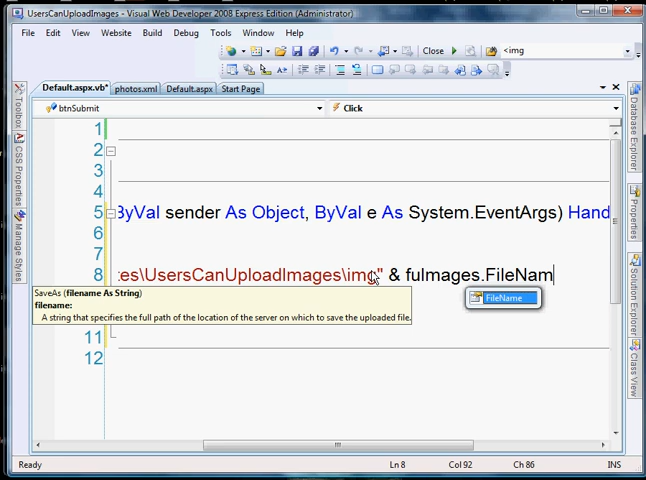 UsersCanUploadImages - Visual Web Developer 2008 Express Edition (Administrator)
File Edit View Website Build Debug Tools Window Help
Close <img
Default.aspx.vb* photos.xml Default.aspx Start Page
btnSubmit Click
Toolbox
CSS Properties
Manage Styles
Database Explorer
Properties
Class View
1
2
3
4
5 ByVal sender As Object, ByVal e As System.EventArgs) Hand
6
7
8 tes\UsersCanUploadImages\img" & fuImages.FileNam
SaveAs (filename As String)
filename:
A string that specifies the full path of the location of the server on which to save the uploaded file.
FileName
11
12
Ready Ln 8 Col 92 Ch 86 INS